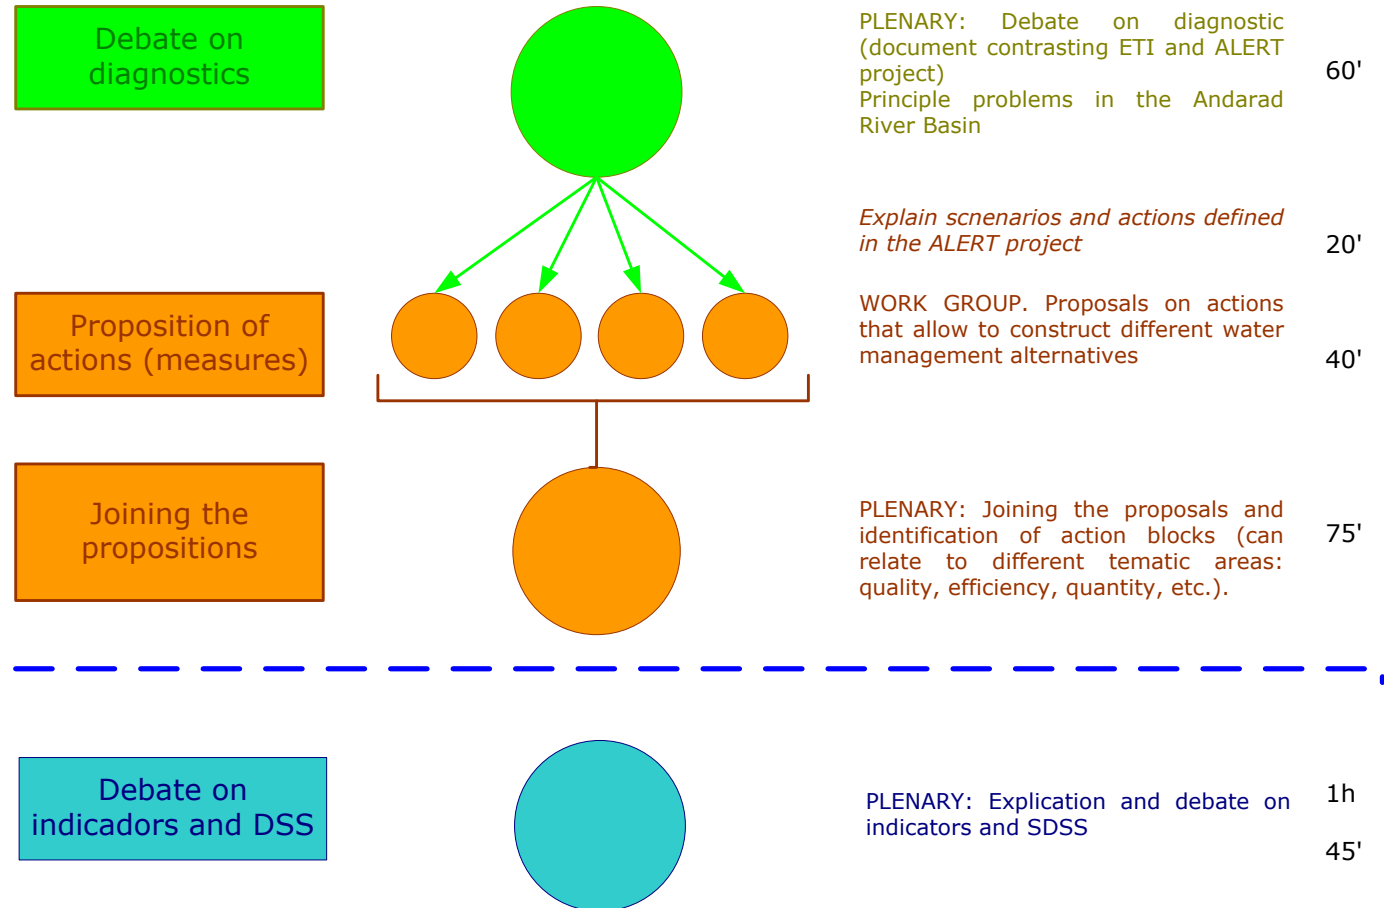 Debate on
diagnostics
PLENARY: Debate on diagnostic
(document contrasting ETI and ALERT
project)
Principle problems in the Andarad
River Basin
60'
Explain scnenarios and actions defined
in the ALERT project
20'
Proposition of
actions (measures)
WORK GROUP. Proposals on actions
that allow to construct different water
management alternatives
40'
Joining the
propositions
PLENARY: Joining the proposals and
identification of action blocks (can
relate to different tematic areas:
quality, efficiency, quantity, etc.).
75'
Debate on
indicadors and DSS
PLENARY: Explication and debate on
indicators and SDSS
1h
45'